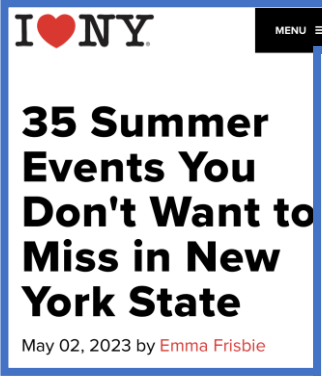 I❤NY.
MENU
35 Summer
Events You
Don't Want to
Miss in New
York State
May 02, 2023 by Emma Frisbie